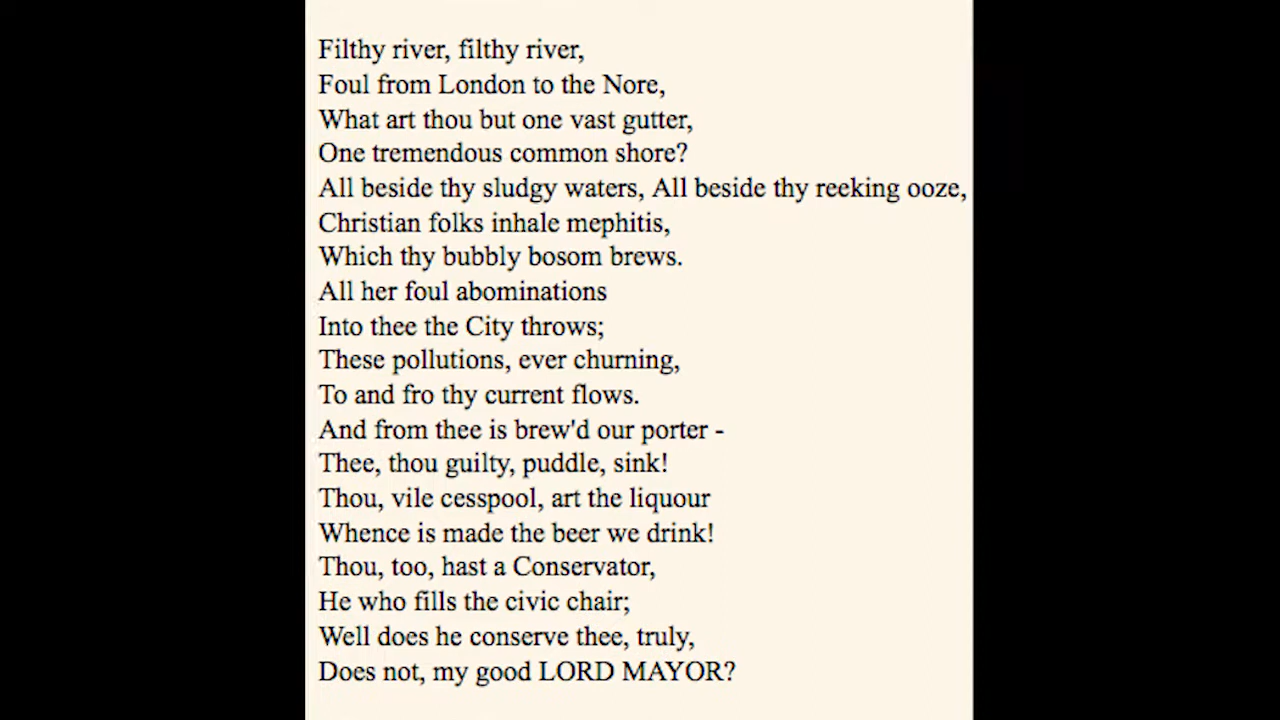 Filthy river, filthy river,
Foul from London to the Nore,
What art thou but one vast gutter,
One tremendous common shore?
All beside thy sludgy waters, All beside thy reeking ooze,
Christian folks inhale mephitis,
Which thy bubbly bosom brews.
All her foul abominations
Into thee the City throws;
These pollutions, ever churning,
To and fro thy current flows.
And from thee is brew'd our porter -
Thee, thou guilty, puddle, sink!
Thou, vile cesspool, art the liquour
Whence is made the beer we drink!
Thou, too, hast a Conservator,
He who fills the civic chair;
Well does he conserve thee, truly,
Does not, my good LORD MAYOR?